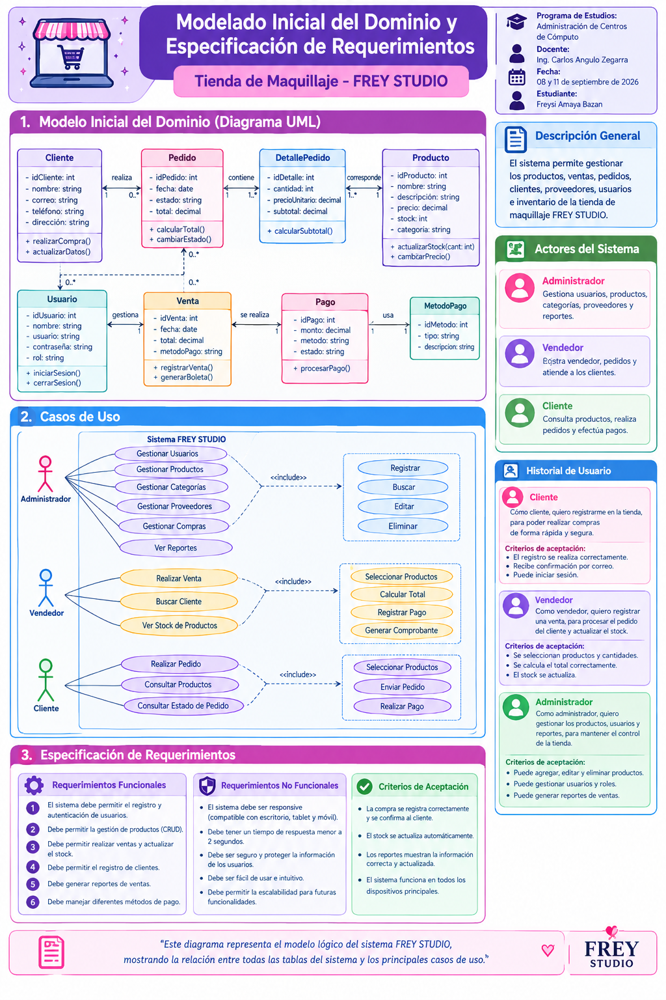 Modelado Inicial del Dominio y
Especificación de Requerimientos
Tienda de Maquillaje - FREY STUDIO
Programa de Estudios:
Administración de Centros
de Cómputo
Docente:
Ing. Carlos Angulo Zegarra
Fecha:
08 y 11 de septiembre de 2026
Estudiante:
Freysi Amaya Bazan
1. Modelo Inicial del Dominio (Diagrama UML)
Cliente
- idCliente: int
- nombre: string
- correo: string
- teléfono: string
- dirección: string
+ realizarCompra()
+ actualizarDatos()
realiza
1
0..*
Pedido
- idPedido: int
- fecha: date
- estado: string
- total: decimal
+ calcularTotal()
+ cambiarEstado()
contiene
1
1..*
DetallePedido
- idDetalle: int
- cantidad: int
- precioUnitario: decimal
- subtotal: decimal
+ calcularSubtotal()
corresponde
1..*
1
Producto
- idProducto: int
- nombre: string
- descripción: string
- precio: decimal
- stock: int
- categoría: string
+ actualizarStock(cant: int)
+ cambiarPrecio()
0..*
0..*
0..*
Usuario
- idUsuario: int
- nombre: string
- usuario: string
- contraseña: string
- rol: string
+ iniciarSesion()
+ cerrarSesion()
gestiona
1
Venta
- idVenta: int
- fecha: date
- total: decimal
- metodoPago: string
+ registrarVenta()
+ generarBoleta()
se realiza
1
1
Pago
- idPago: int
- monto: decimal
- metodo: string
- estado: string
+ procesarPago()
usa
1
1
MetodoPago
- idMetodo: int
- tipo: string
- descripcion: string
Descripción General
El sistema permite gestionar
los productos, ventas, pedidos,
clientes, proveedores, usuarios
e inventario de la tienda de
maquillaje FREY STUDIO.
Actores del Sistema
Administrador
Gestiona usuarios, productos,
categorías, proveedores y
reportes.
Vendedor
vendedor, pedidos y
atiende a los clientes.
Cliente
Consulta productos, realiza
pedidos y efectúa pagos.
2. Casos de Uso
Sistema FREY STUDIO
Administrador
Gestionar Usuarios
Gestionar Productos
Gestionar Categorías
Gestionar Proveedores
Gestionar Compras
Ver Reportes
<<include>>
Registrar
Buscar
Editar
Eliminar
Vendedor
Realizar Venta
Buscar Cliente
Ver Stock de Productos
<<include>>
Seleccionar Productos
Calcular Total
Registrar Pago
Generar Comprobante
Cliente
Realizar Pedido
Consultar Productos
Consultar Estado de Pedido
<<include>>
Seleccionar Productos
Enviar Pedido
Realizar Pago
Historial de Usuario
Cliente
Cómo cliente, quiero registrarme en la tienda,
para poder realizar compras
de forma rápida y segura.
Criterios de aceptación:
• El registro se realiza correctamente.
• Recibe confirmación por correo.
• Puede iniciar sesión.
Vendedor
Como vendedor, quiero registrar
una venta, para procesar el pedido
del cliente y actualizar el stock.
Criterios de aceptación:
• Se seleccionan productos y cantidades.
• Se calcula el total correctamente.
• El stock se actualiza.
Administrador
Como administrador, quiero
gestionar los productos, usuarios y
reportes, para mantener el control
de la tienda.
Criterios de aceptación:
• Puede agregar, editar y eliminar productos.
• Puede gestionar usuarios y roles.
• Puede generar reportes de ventas.
3. Especificación de Requerimientos
Requerimientos Funcionales
1 El sistema debe permitir el registro y
autenticación de usuarios.
2 Debe permitir la gestión de productos (CRUD).
3 Debe permitir realizar ventas y actualizar
el stock.
4 Debe permitir el registro de clientes.
5 Debe generar reportes de ventas.
6 Debe manejar diferentes métodos de pago.
Requerimientos No Funcionales
• El sistema debe ser responsive
(compatible con escritorio, tablet y móvil).
• Debe tener un tiempo de respuesta menor a
2 segundos.
• Debe ser seguro y proteger la información
de los usuarios.
• Debe ser fácil de usar e intuitivo.
• Debe permitir la escalabilidad para futuras
funcionalidades.
Criterios de Aceptación
• La compra se registra correctamente
y se confirma al cliente.
• El stock se actualiza automáticamente.
• Los reportes muestran la información
correcta y actualizada.
• El sistema funciona en todos los
dispositivos principales.
“Este diagrama representa el modelo lógico del sistema FREY STUDIO,
mostrando la relación entre todas las tablas del sistema y los principales casos de uso.”
FREY
STUDIO